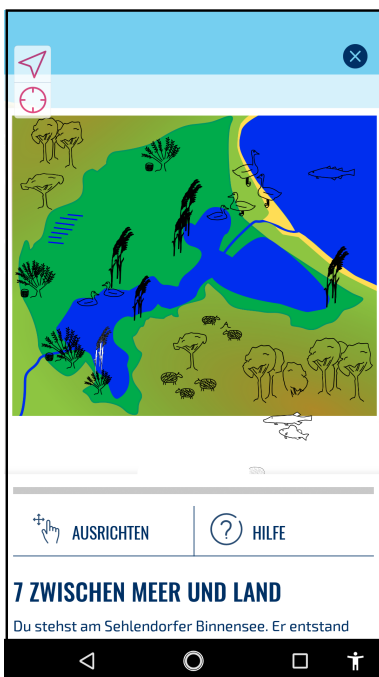 AUSRICHTEN
HILFE
7 ZWISCHEN MEER UND LAND
Du stehst am Sehlendorfer Binnensee. Er entstand